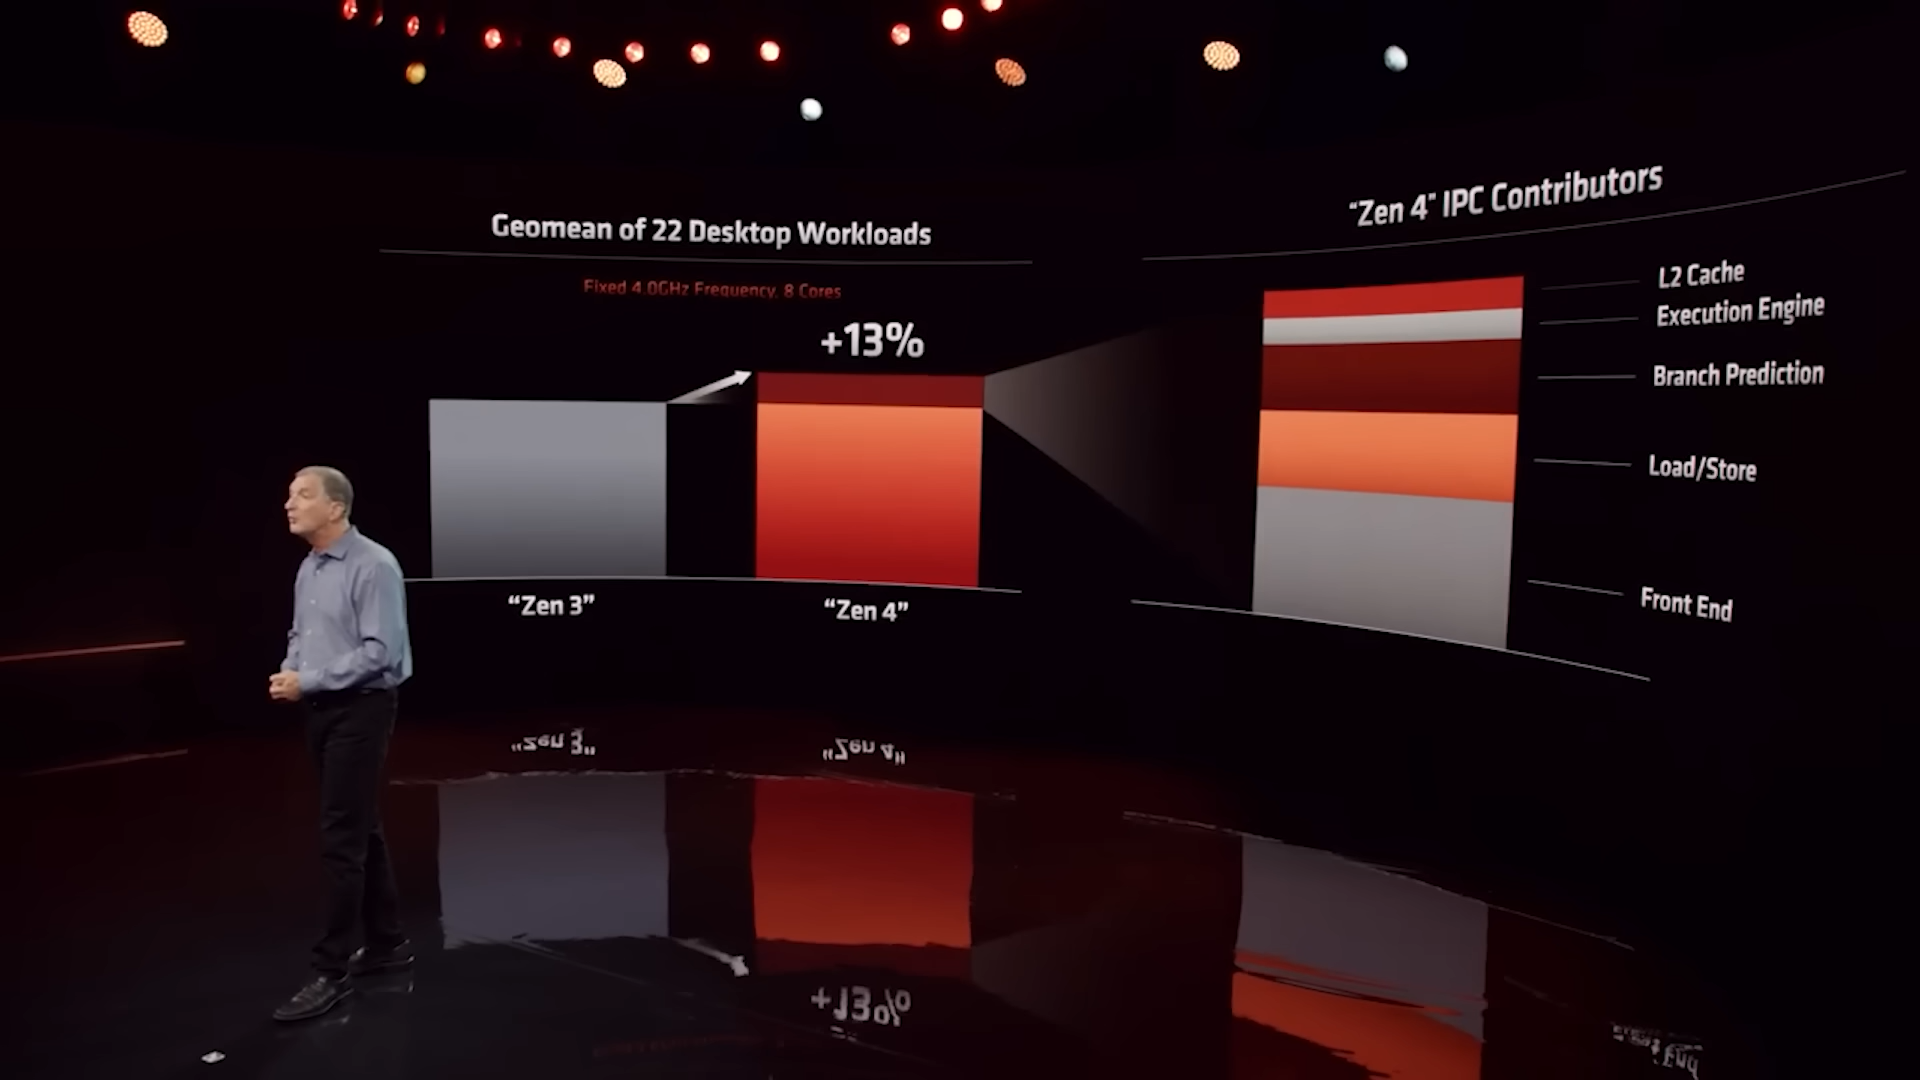 Geomean of 22 Desktop Workloads
Fixed 4.0GHz Frequency, 8 Cores
+13%
“Zen 3”
“Zen 4”
“Zen 4” IPC Contributors
L2 Cache
Execution Engine
Branch Prediction
Load/Store
Front End